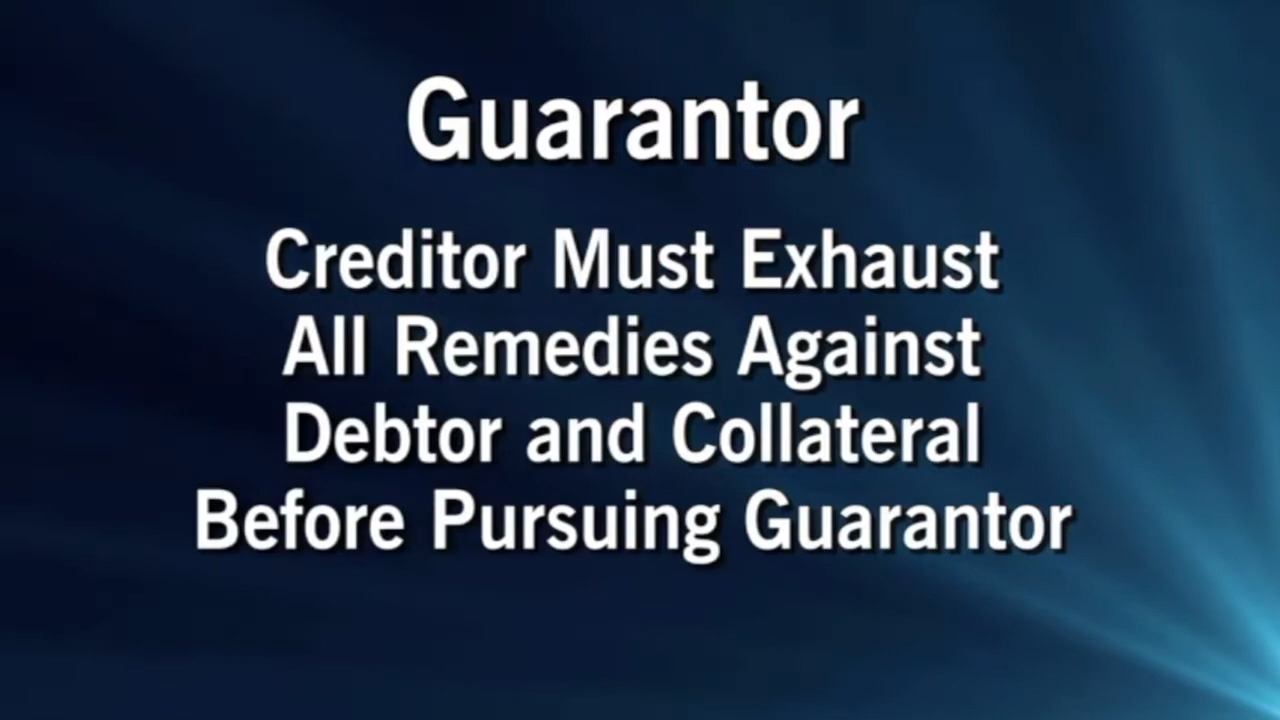 Guarantor
Creditor Must Exhaust
All Remedies Against
Debtor and Collateral
Before Pursuing Guarantor